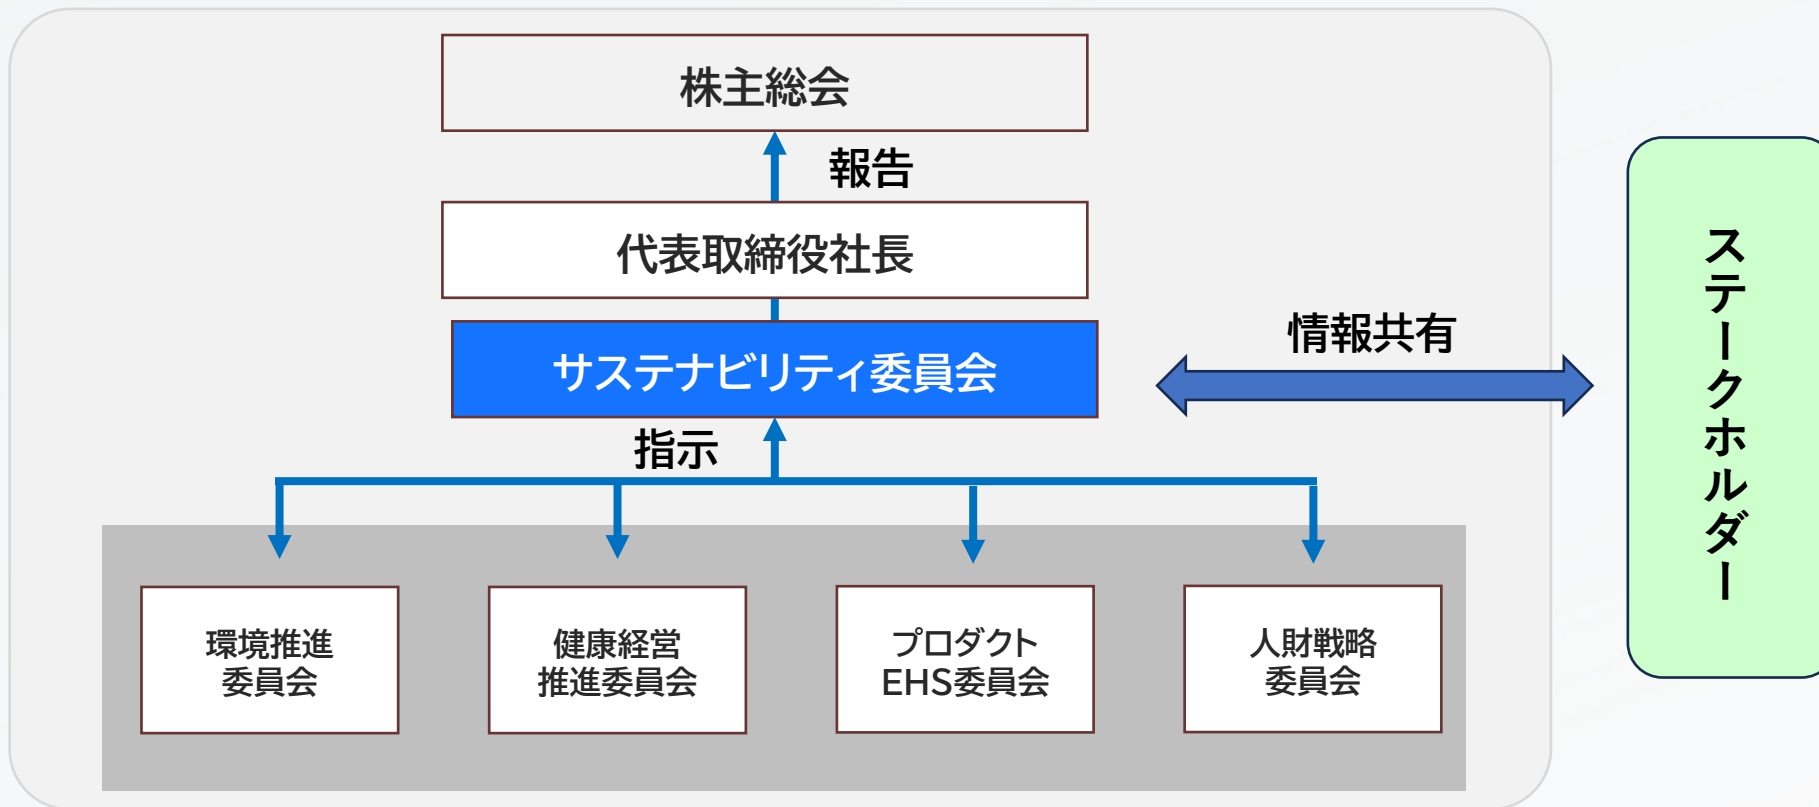 株主総会
報告
代表取締役社長
サステナビリティ委員会
情報共有
指示
環境推進
委員会
健康経営
推進委員会
プロダクト
EHS委員会
人財戦略
委員会
ステークホルダー